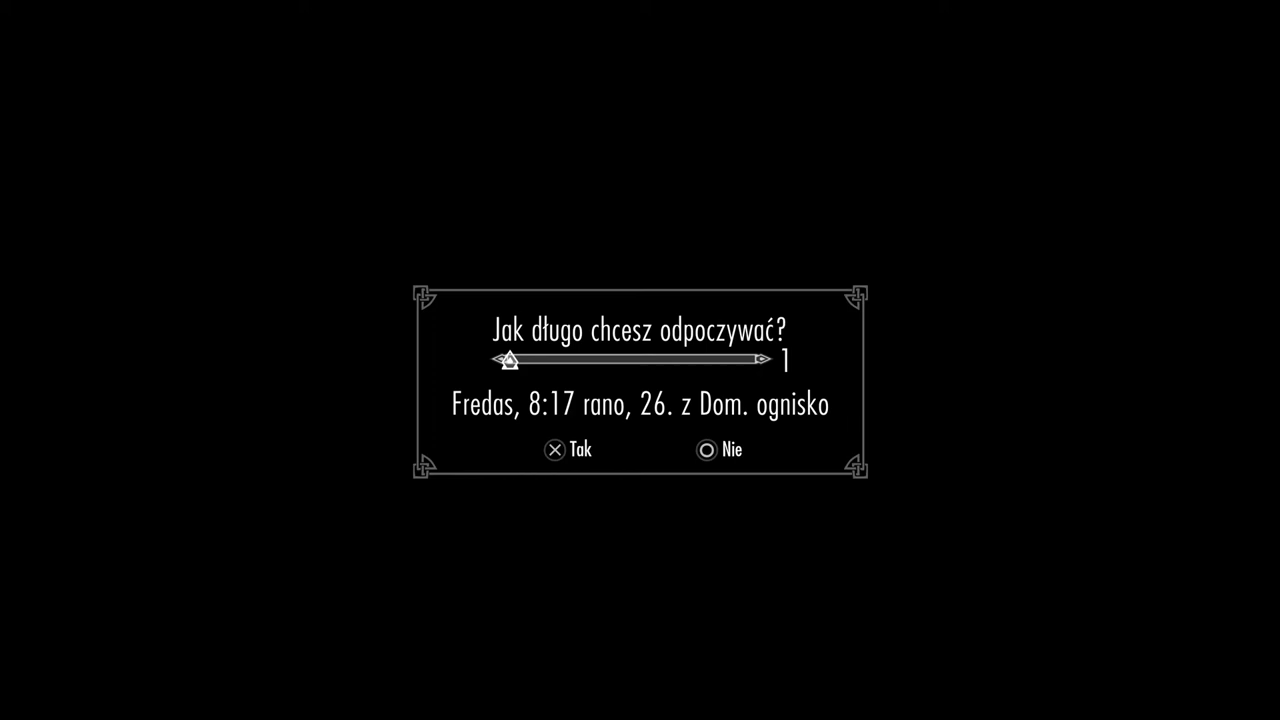 Jak długo chcesz odpoczywać?
1
Fredas, 8:17 rano, 26. z Dom. ognisko
Tak Nie